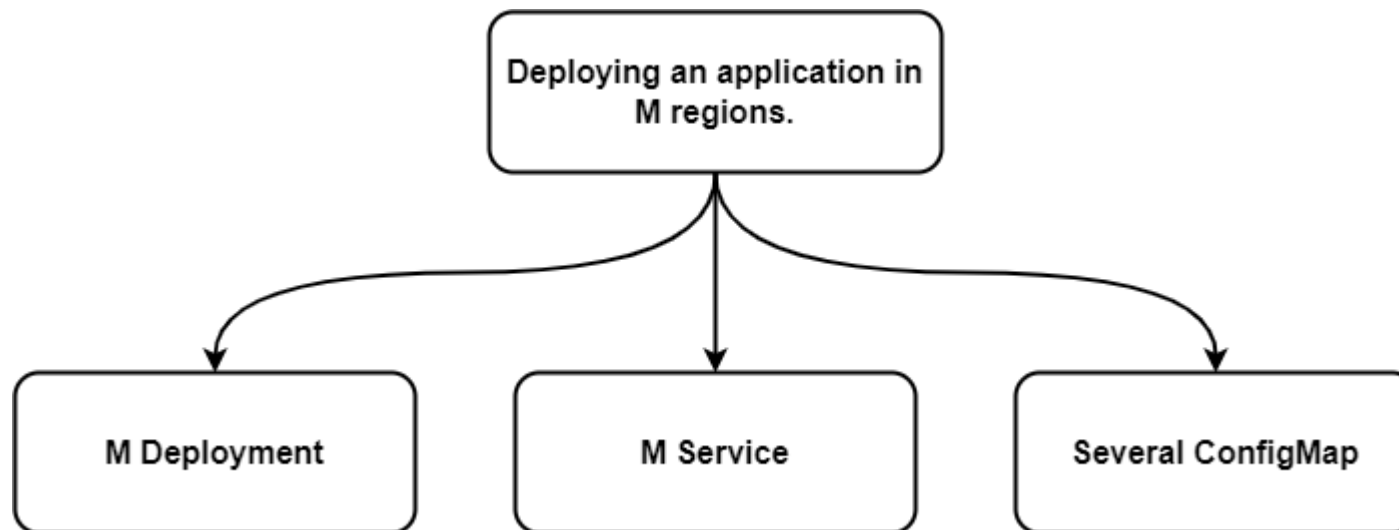 Deploying an application in
M regions.
M Deployment
M Service
Several ConfigMap